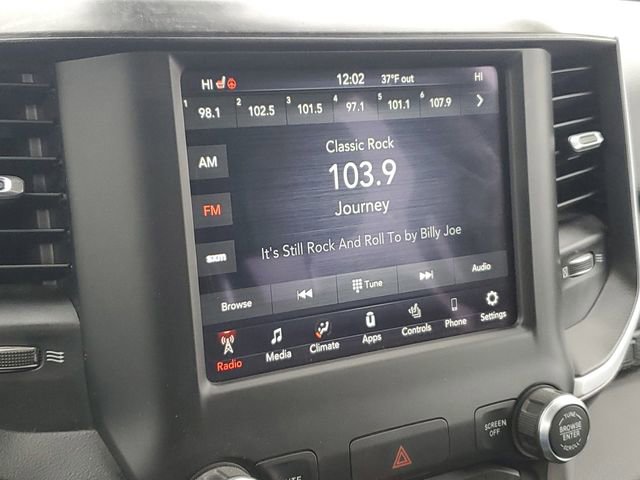 HI 12:02 37°F out HI
1 98.1 2 102.5 3 101.5 4 97.1 5 101.1 6 107.9
Classic Rock
AM
103.9
FM
Journey
sxm
It's Still Rock And Roll To by Billy Joe
Browse Tune Audio
Radio Media Climate Apps Controls Phone Settings
SCREEN OFF
TUNE
BROWSE
ENTER
SCROLL